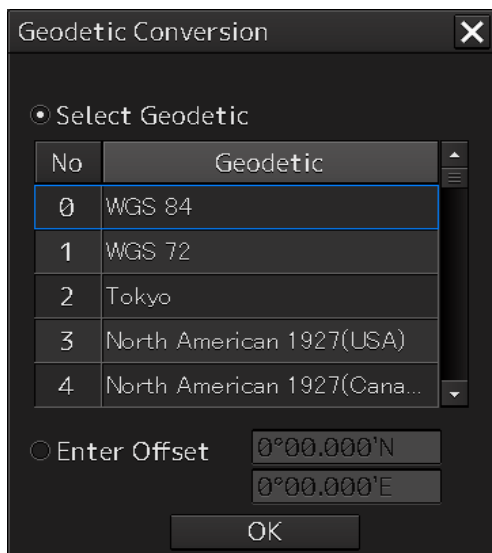 Geodetic Conversion
Select Geodetic
No Geodetic
0 WGS 84
1 WGS 72
2 Tokyo
3 North American 1927(USA)
4 North American 1927(Cana...
Enter Offset 0°00.000'N
0°00.000'E
OK